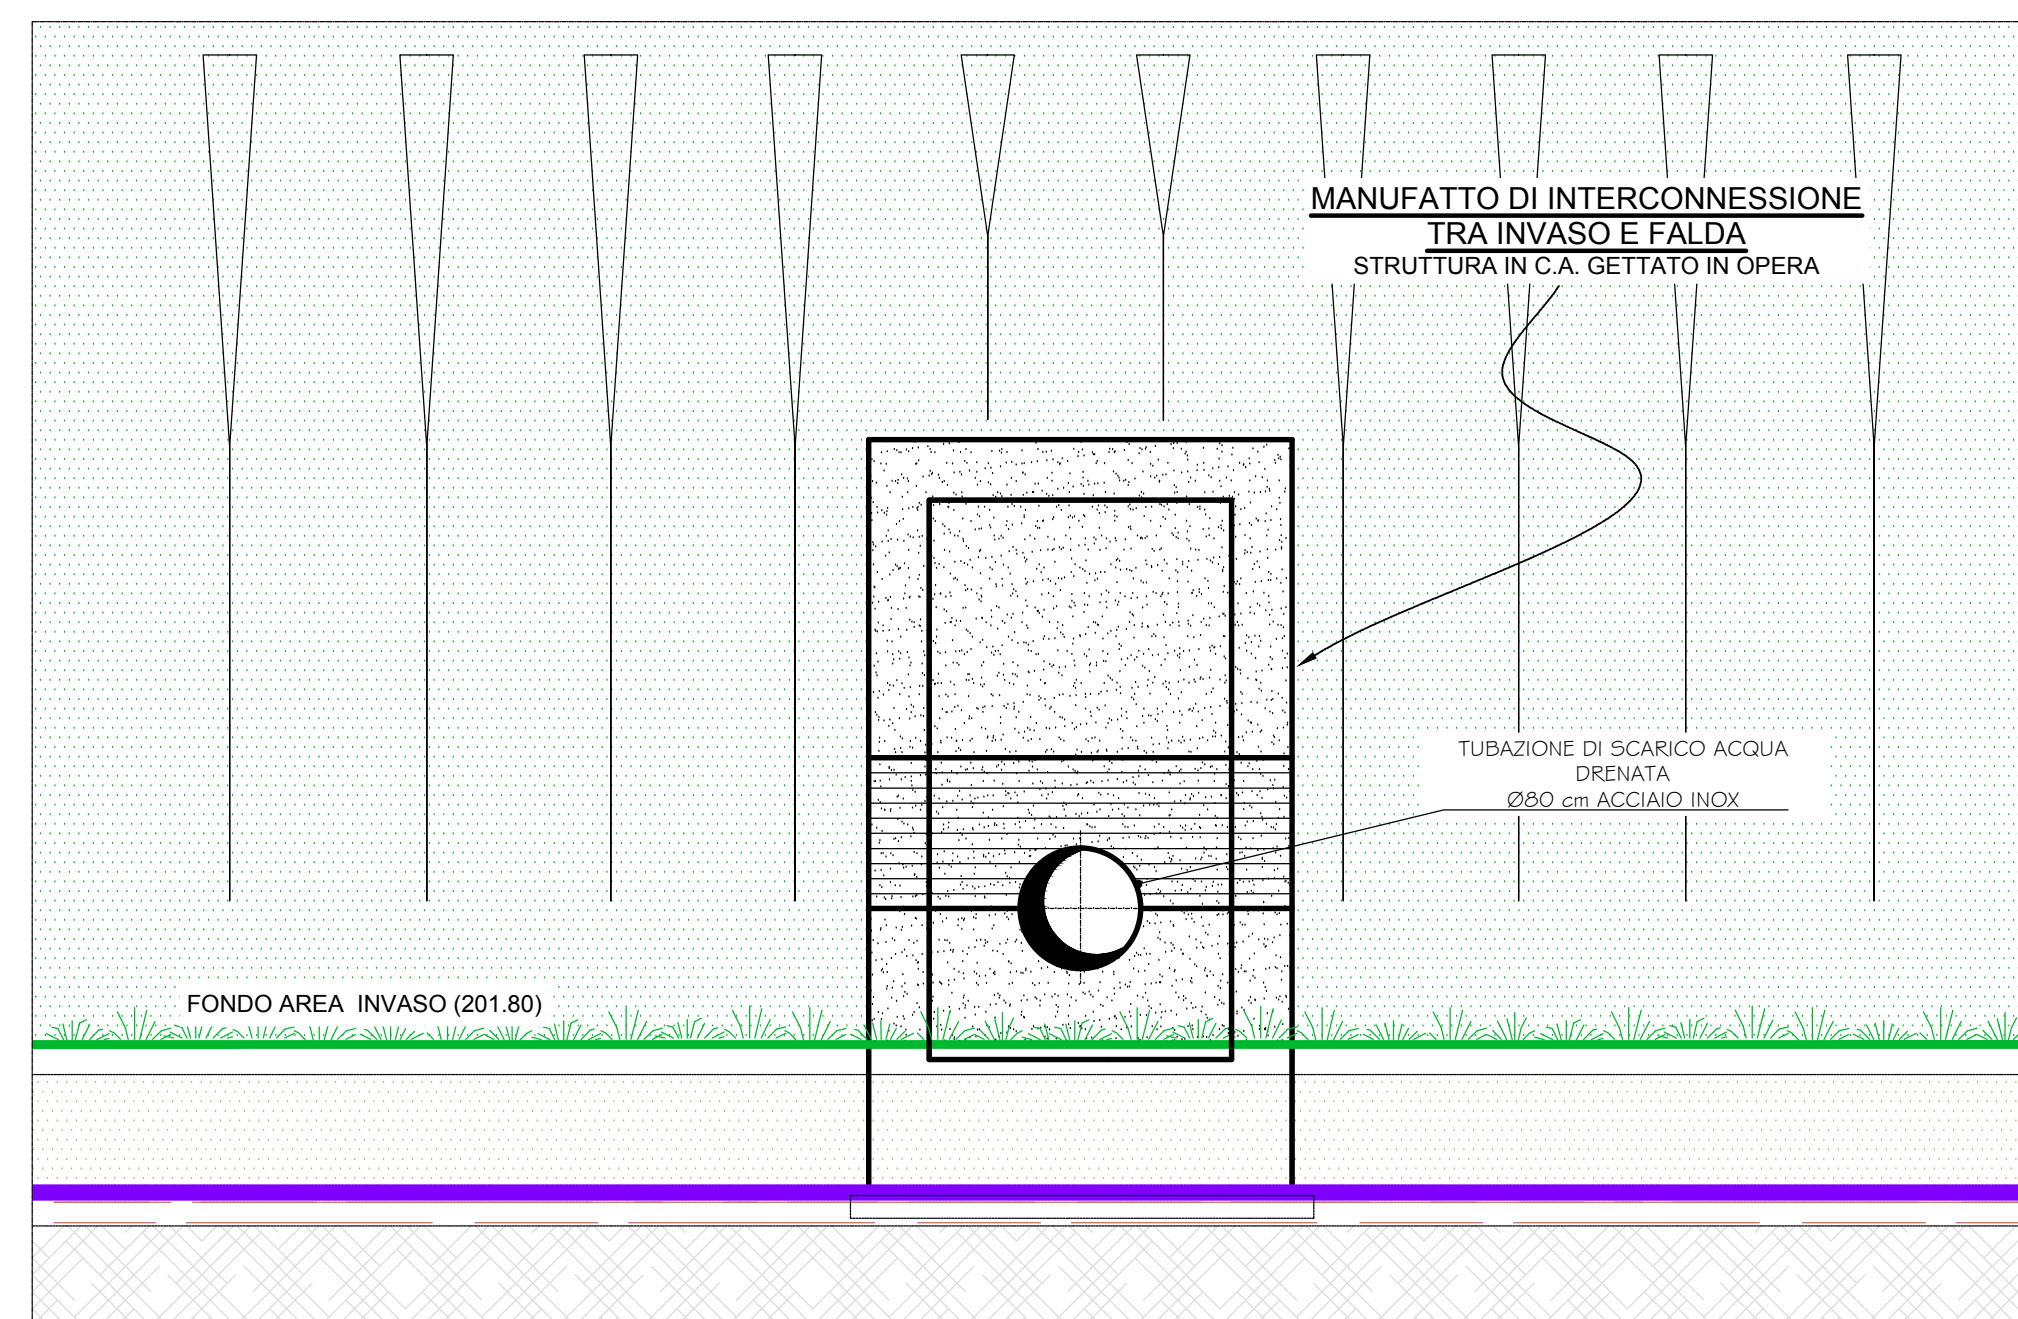 MANUFATTO DI INTERCONNESSIONE
TRA INVASO E FALDA
STRUTTURA IN C.A. GETTATO IN OPERA
TUBAZIONE DI SCARICO ACQUA
DRENATA
Ø80 cm ACCIAIO INOX
FONDO AREA INVASO (201.80)